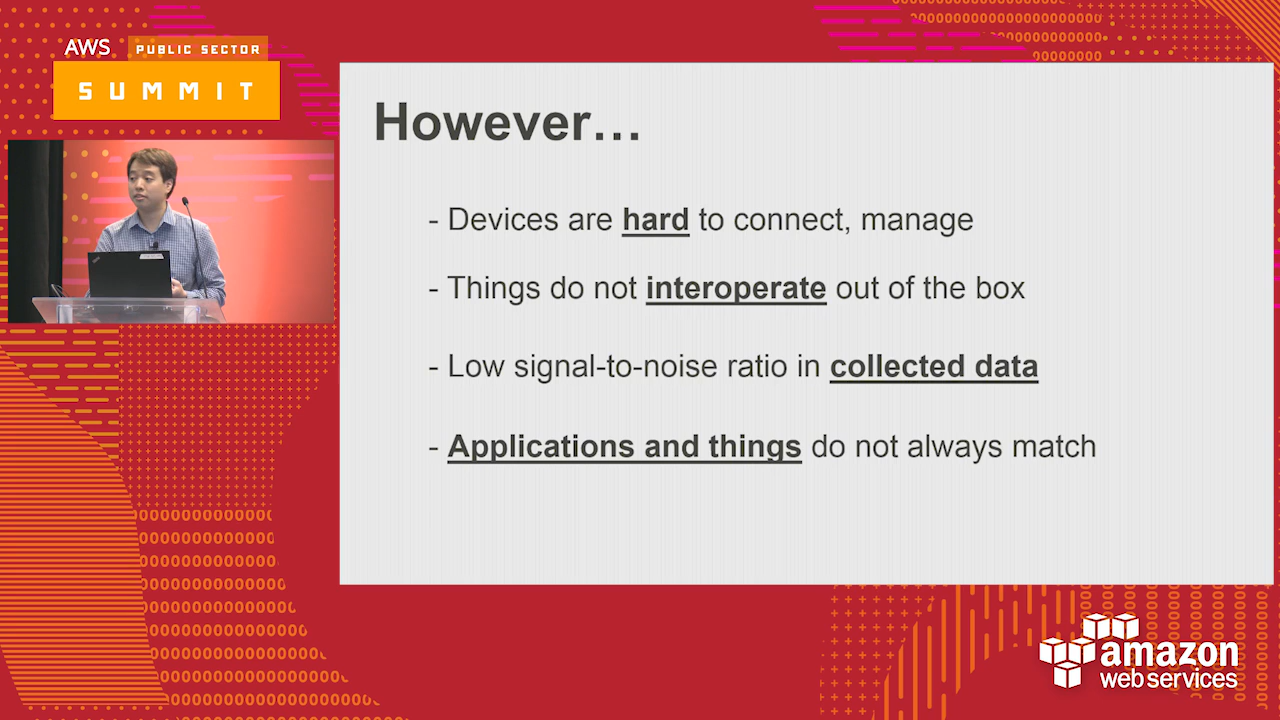 AWS PUBLIC SECTOR
SUMMIT
However…
- Devices are hard to connect, manage
- Things do not interoperate out of the box
- Low signal-to-noise ratio in collected data
- Applications and things do not always match
amazon
web services